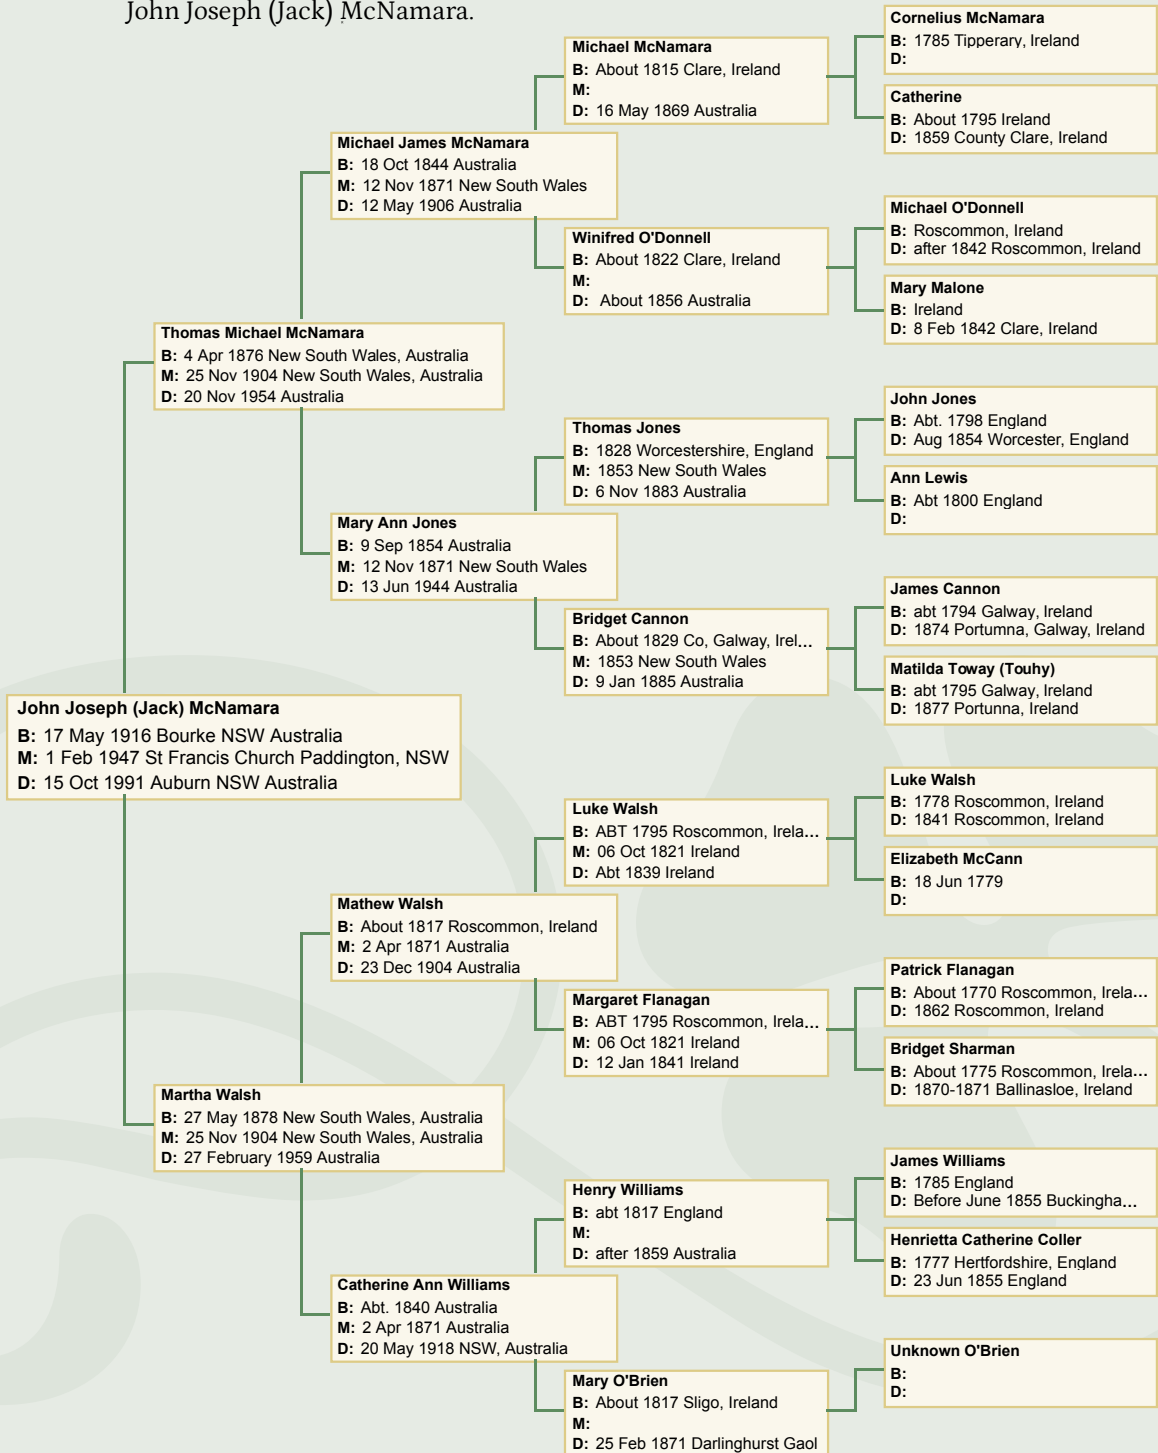 John Joseph (Jack) McNamara.
Cornelius McNamara
B: 1785 Tipperary, Ireland
D:
Michael McNamara
B: About 1815 Clare, Ireland
M:
D: 16 May 1869 Australia
Catherine
B: About 1795 Ireland
D: 1859 County Clare, Ireland
Michael James McNamara
B: 18 Oct 1844 Australia
M: 12 Nov 1871 New South Wales
D: 12 May 1906 Australia
Michael O'Donnell
B: Roscommon, Ireland
D: after 1842 Roscommon, Ireland
Winifred O'Donnell
B: About 1822 Clare, Ireland
M:
D: About 1856 Australia
Mary Malone
B: Ireland
D: 8 Feb 1842 Clare, Ireland
Thomas Michael McNamara
B: 4 Apr 1876 New South Wales, Australia
M: 25 Nov 1904 New South Wales, Australia
D: 20 Nov 1954 Australia
John Jones
B: Abt. 1798 England
D: Aug 1854 Worcester, England
Thomas Jones
B: 1828 Worcestershire, England
M: 1853 New South Wales
D: 6 Nov 1883 Australia
Ann Lewis
B: Abt 1800 England
D:
Mary Ann Jones
B: 9 Sep 1854 Australia
M: 12 Nov 1871 New South Wales
D: 13 Jun 1944 Australia
James Cannon
B: abt 1794 Galway, Ireland
D: 1874 Portumna, Galway, Ireland
Bridget Cannon
B: About 1829 Co, Galway, Irel...
M: 1853 New South Wales
D: 9 Jan 1885 Australia
Matilda Toway (Touhy)
B: abt 1795 Galway, Ireland
D: 1877 Portunna, Ireland
John Joseph (Jack) McNamara
B: 17 May 1916 Bourke NSW Australia
M: 1 Feb 1947 St Francis Church Paddington, NSW
D: 15 Oct 1991 Auburn NSW Australia
Luke Walsh
B: 1778 Roscommon, Ireland
D: 1841 Roscommon, Ireland
Luke Walsh
B: ABT 1795 Roscommon, Irela...
M: 06 Oct 1821 Ireland
D: Abt 1839 Ireland
Elizabeth McCann
B: 18 Jun 1779
D:
Mathew Walsh
B: About 1817 Roscommon, Ireland
M: 2 Apr 1871 Australia
D: 23 Dec 1904 Australia
Patrick Flanagan
B: About 1770 Roscommon, Irela...
D: 1862 Roscommon, Ireland
Margaret Flanagan
B: ABT 1795 Roscommon, Irela...
M: 06 Oct 1821 Ireland
D: 12 Jan 1841 Ireland
Bridget Sharman
B: About 1775 Roscommon, Irela...
D: 1870-1871 Ballinasloe, Ireland
Martha Walsh
B: 27 May 1878 New South Wales, Australia
M: 25 Nov 1904 New South Wales, Australia
D: 27 February 1959 Australia
James Williams
B: 1785 England
D: Before June 1855 Buckingha...
Henry Williams
B: abt 1817 England
M:
D: after 1859 Australia
Henrietta Catherine Coller
B: 1777 Hertfordshire, England
D: 23 Jun 1855 England
Catherine Ann Williams
B: Abt. 1840 Australia
M: 2 Apr 1871 Australia
D: 20 May 1918 NSW, Australia
Unknown O'Brien
B:
D:
Mary O'Brien
B: About 1817 Sligo, Ireland
M:
D: 25 Feb 1871 Darlinghurst Gaol